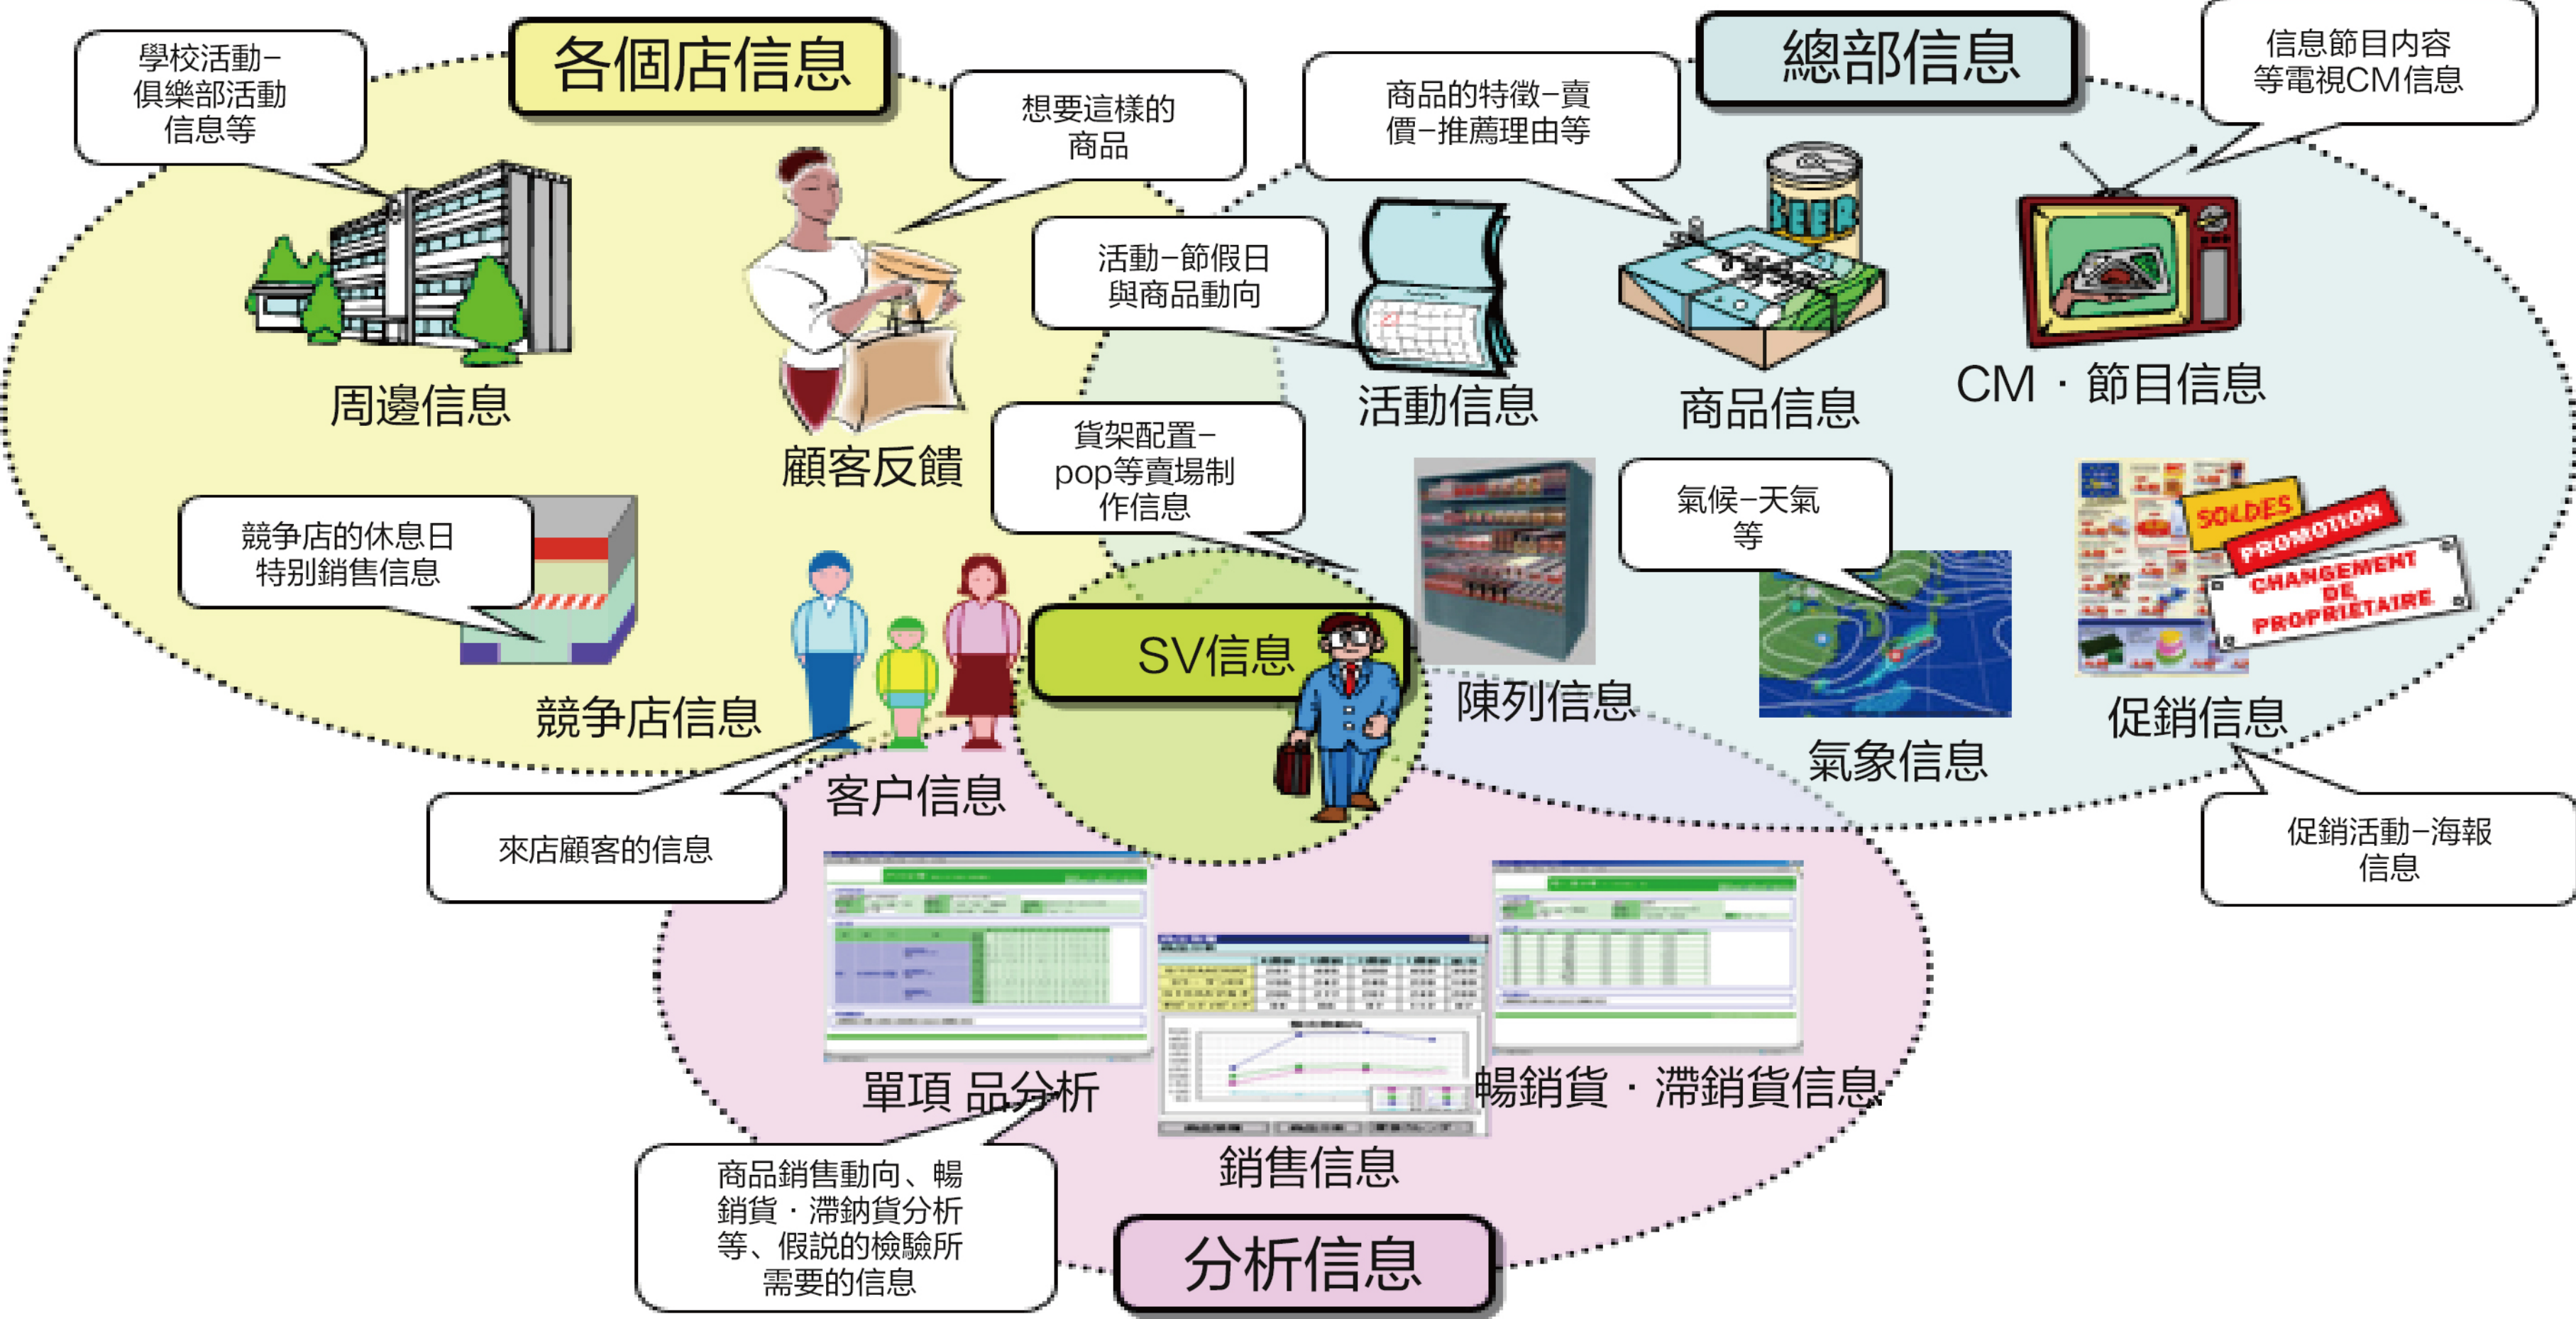 各個店信息
總部信息
學校活動-
俱樂部活動
信息等
想要這樣的
商品
商品的特徵-賣
價-推薦理由等
信息節目内容
等電視CM信息
活動-節假日
與商品動向
BEER
周邊信息
顧客反饋
活動信息
商品信息
CM·節目信息
貨架配置-
pop等賣場制
作信息
氣候-天氣
等
SOLDES
PROMOTION
CHANGEMENT
DE
PROPRIETAIRE
競争店的休息日
特别銷售信息
SV信息
競争店信息
陳列信息
氣象信息
促銷信息
客户信息
來店顧客的信息
促銷活動-海報
信息
單項 品分析
暢銷貨·滯銷貨信息
銷售信息
商品銷售動向、暢
銷貨·滯鈉貨分析
等、假説的檢驗所
需要的信息
分析信息